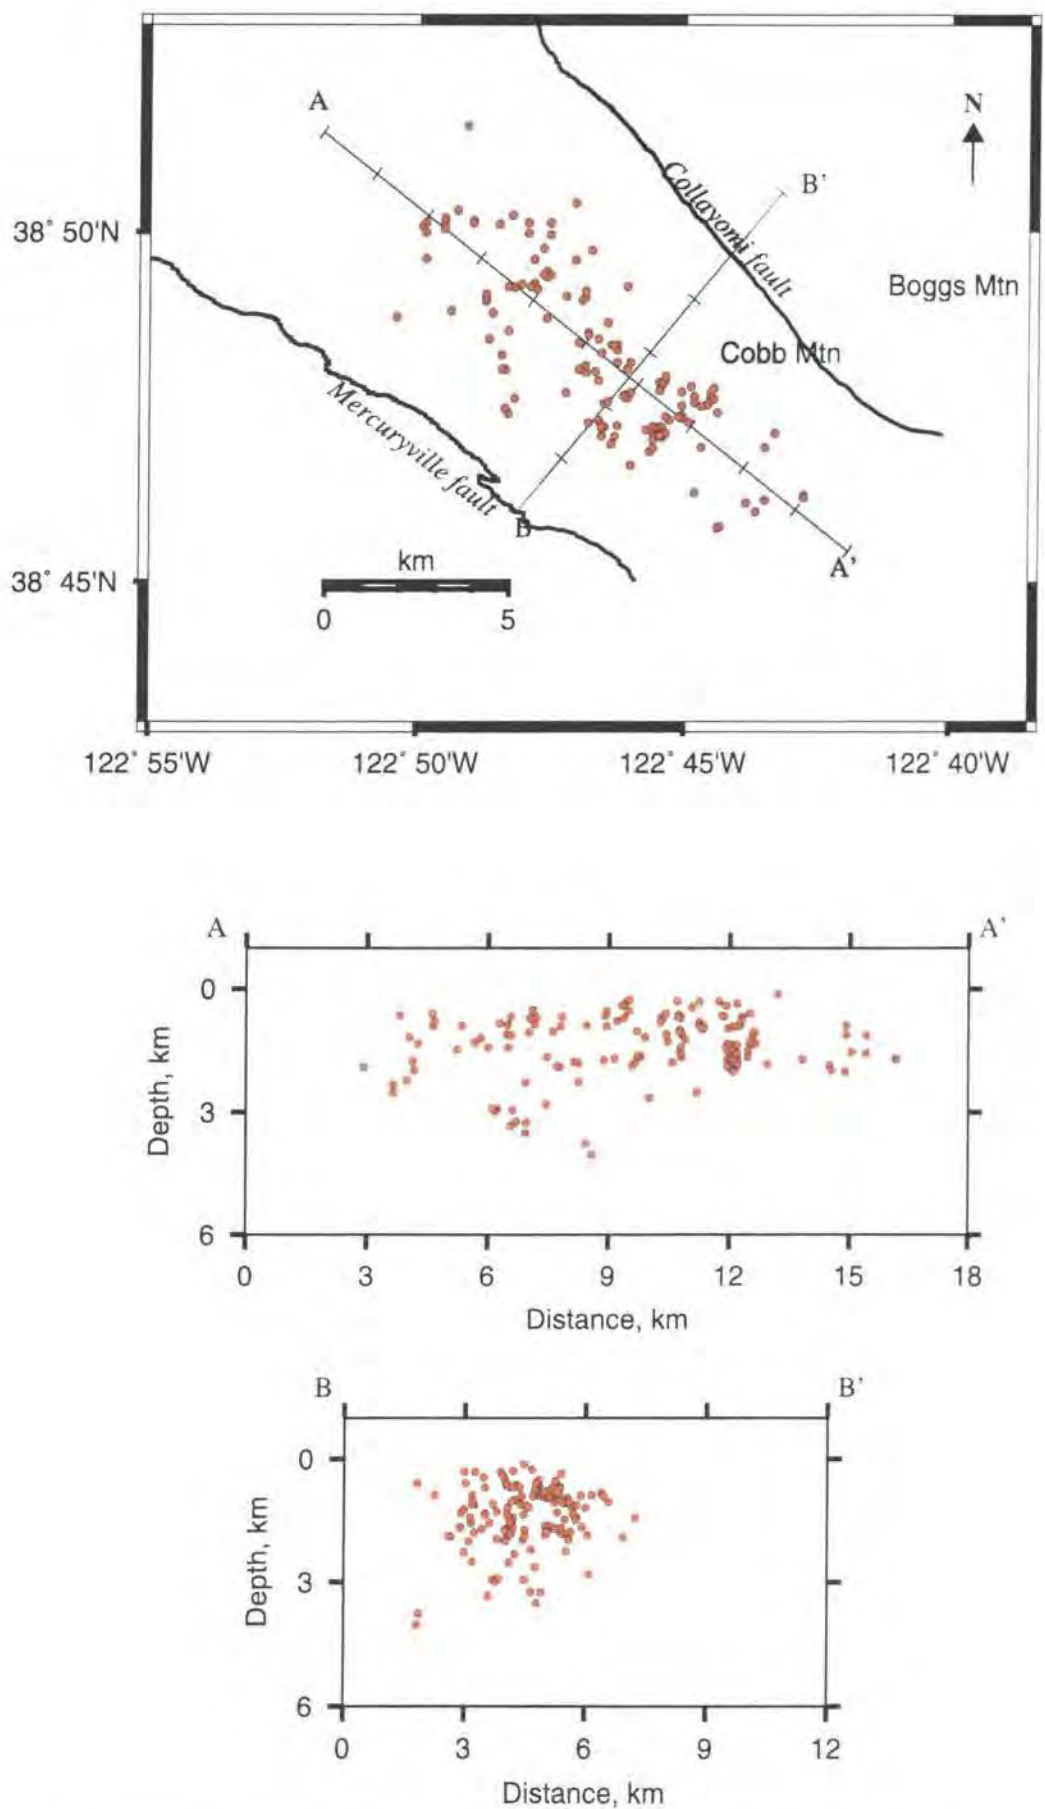 A
N
B'
Collayomi fault
38° 50'N
Boggs Mtn
Cobb Mtn
Mercuryville fault
B
A'
km
38° 45'N
0 5
122° 55'W 122° 50'W 122° 45'W 122° 40'W
A A'
0
3
6
Depth, km
0 3 6 9 12 15 18
Distance, km
B B'
0
3
6
Depth, km
0 3 6 9 12
Distance, km